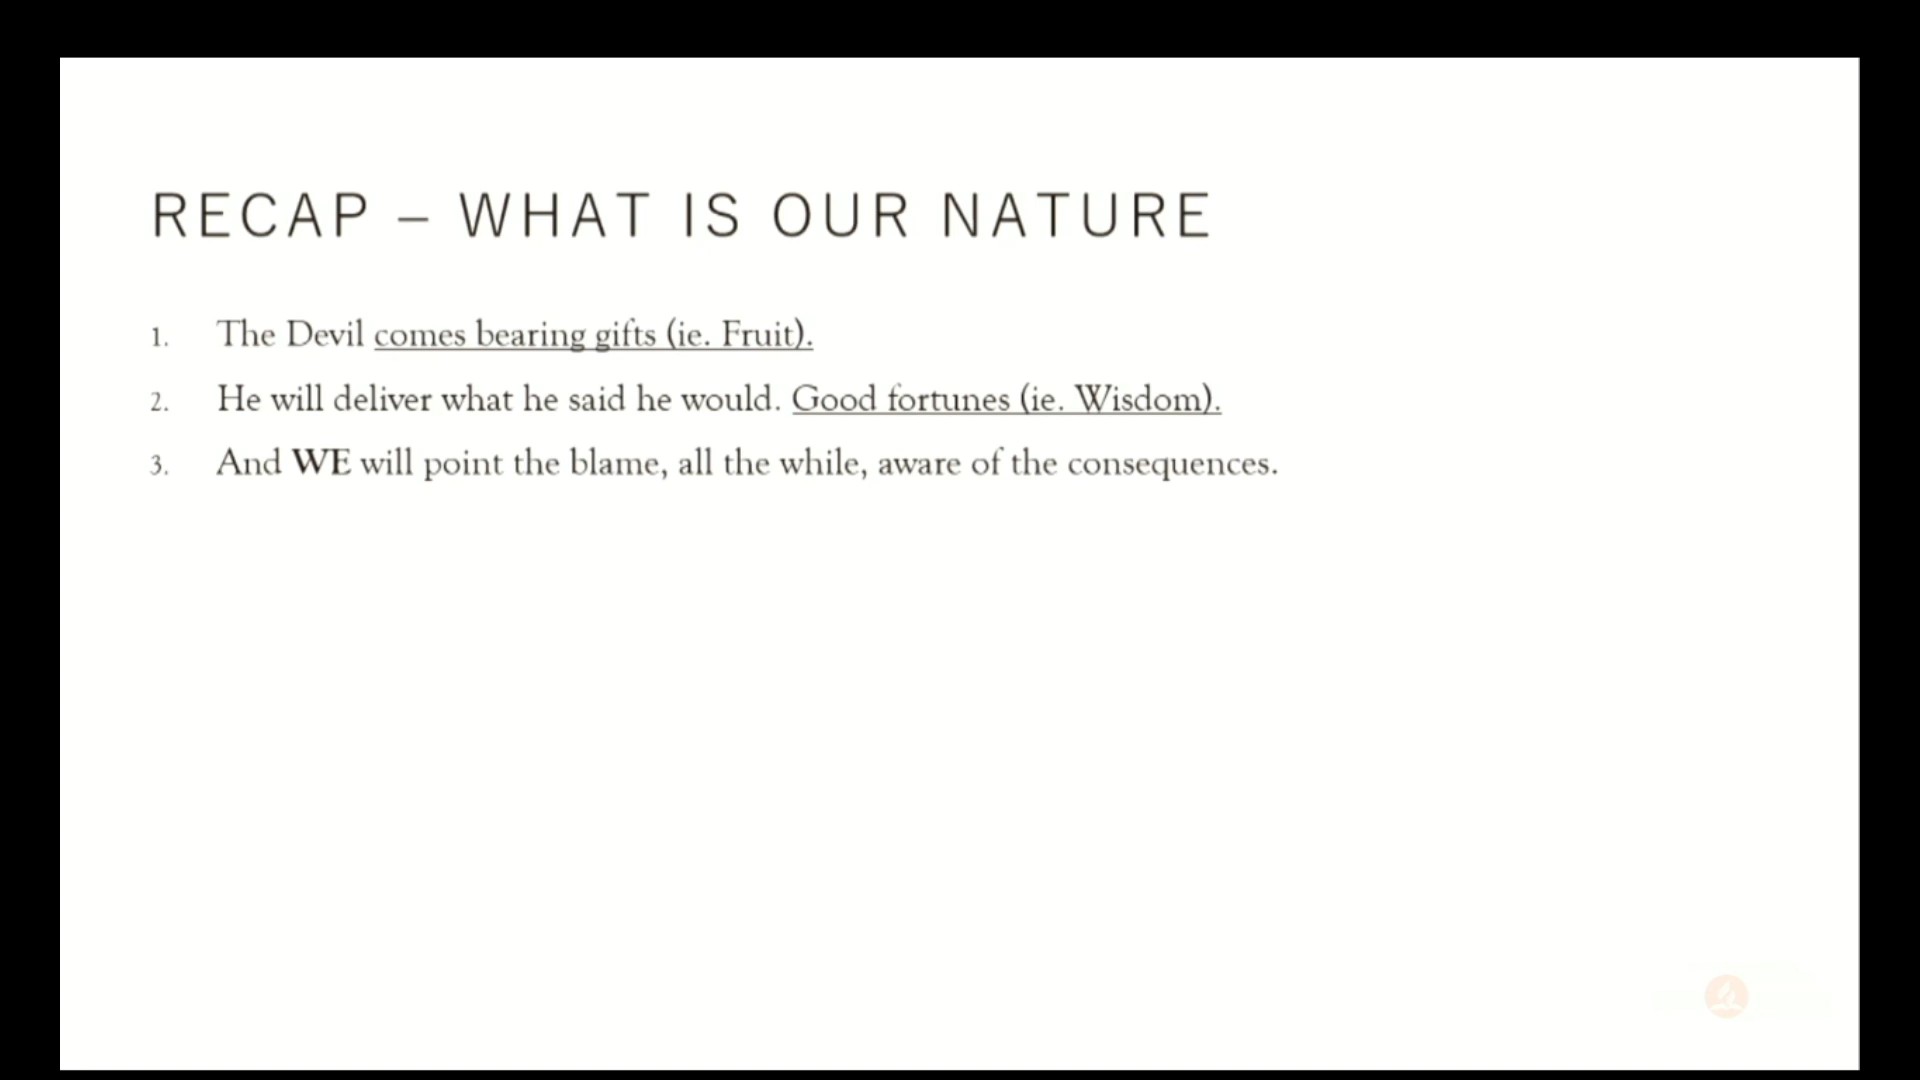 RECAP – WHAT IS OUR NATURE
1. The Devil comes bearing gifts (ie. Fruit).
2. He will deliver what he said he would. Good fortunes (ie. Wisdom).
3. And WE will point the blame, all the while, aware of the consequences.